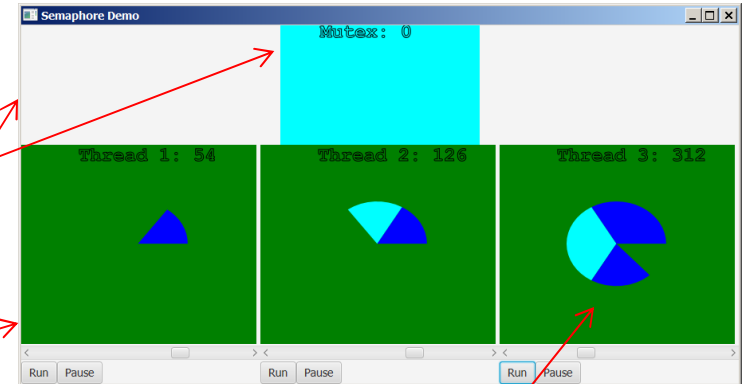 Semaphore Demo
Mutex: 0
Thread 1: 54
Thread 2: 126
Thread 3: 312
Run Pause
Run Pause
Run Pause